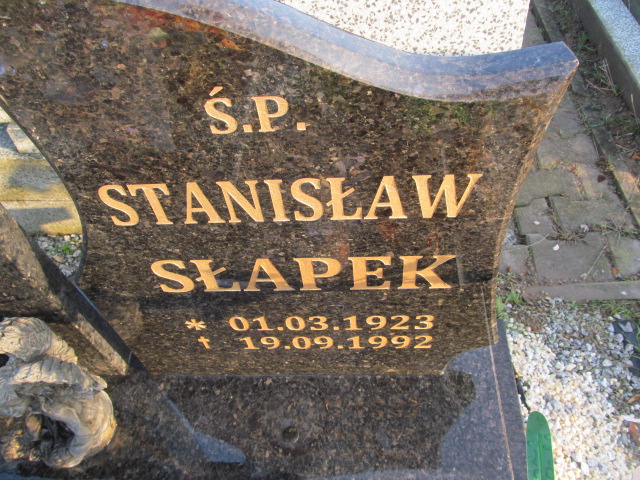 Ś.P.
STANISŁAW
SŁAPEK
* 01.03.1923
† 19.09.1992